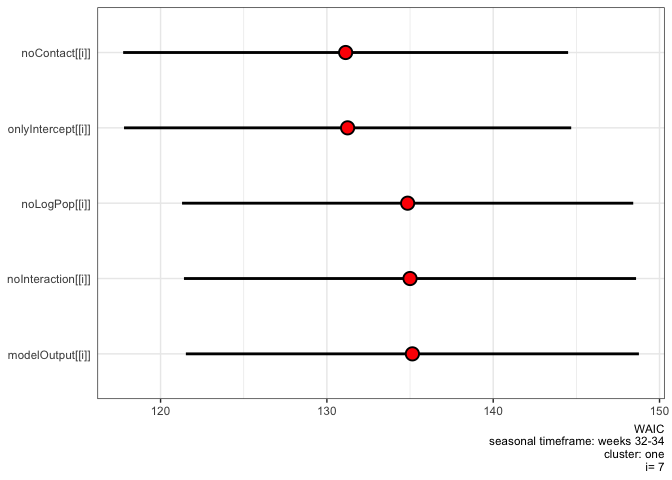 noContact[[i]]
onlyIntercept[[i]]
noLogPop[[i]]
noInteraction[[i]]
modelOutput[[i]]
120 130 140 150
WAIC
seasonal timeframe: weeks 32-34
cluster: one
i= 7